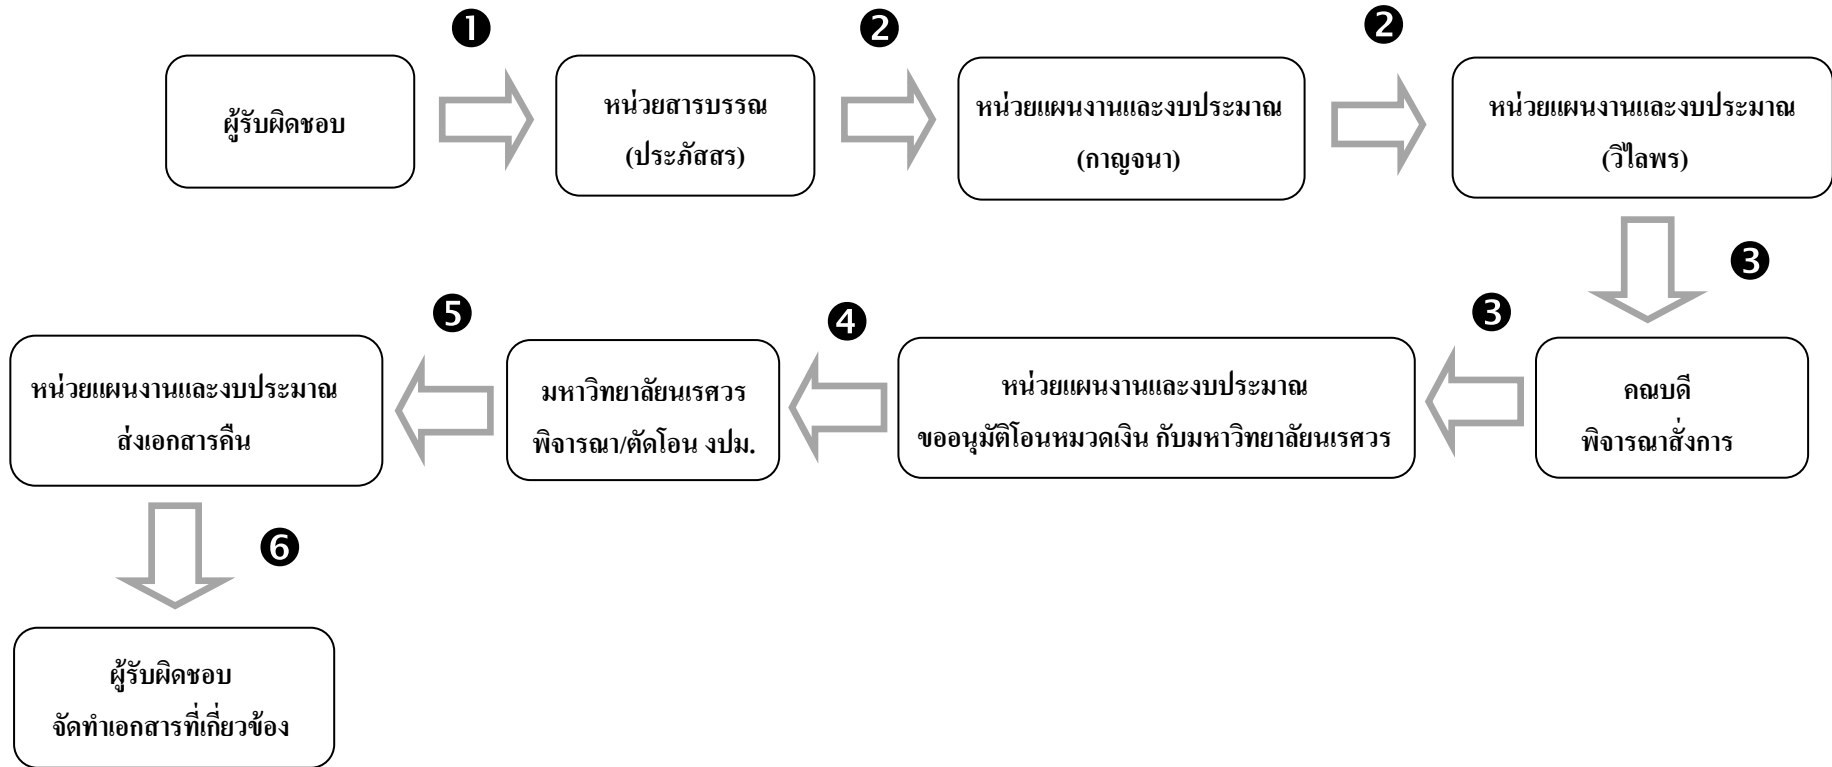 ❶
❷
❷
ผู้รับผิดชอบ
หน่วยสารบรรณ
(ประภัสสร)
หน่วยแผนงานและงบประมาณ
(กาญจนา)
หน่วยแผนงานและงบประมาณ
(วิไลพร)
❸
❸
❹
❺
คณบดี
พิจารณาสั่งการ
หน่วยแผนงานและงบประมาณ
ขออนุมัติโอนหมวดเงิน กับมหาวิทยาลัยนเรศวร
มหาวิทยาลัยนเรศวร
พิจารณา/ตัดโอน งปม.
หน่วยแผนงานและงบประมาณ
ส่งเอกสารคืน
❻
ผู้รับผิดชอบ
จัดทำเอกสารที่เกี่ยวข้อง